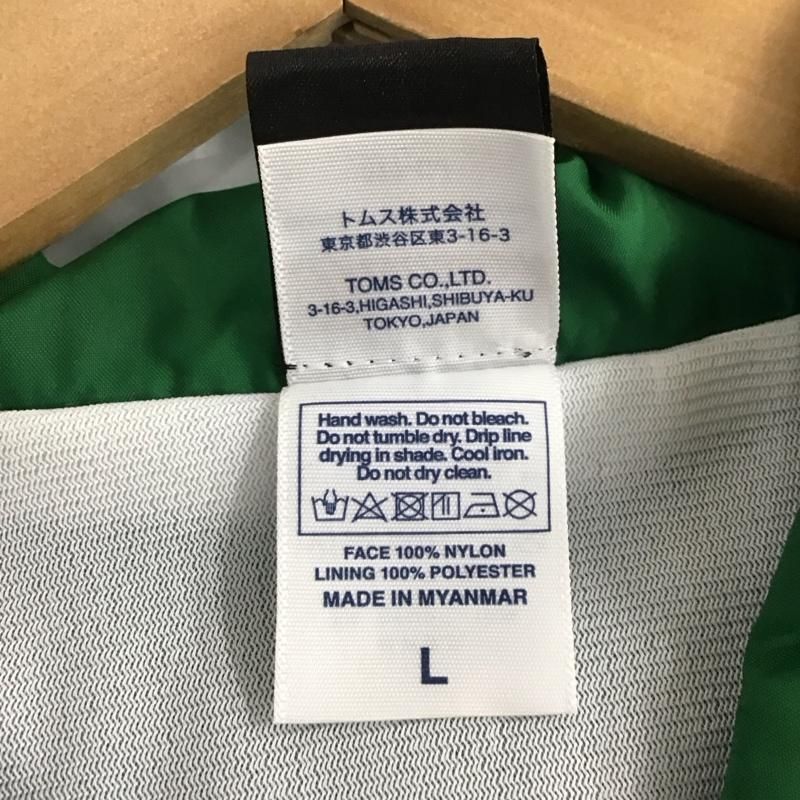 トムス株式会社
東京都渋谷区東3-16-3
TOMS CO.,LTD.
3-16-3,HIGASHI,SHIBUYA-KU
TOKYO,JAPAN
Hand wash. Do not bleach.
Do not tumble dry. Drip line
drying in shade. Cool iron.
Do not dry clean.
FACE 100% NYLON
LINING 100% POLYESTER
MADE IN MYANMAR
L